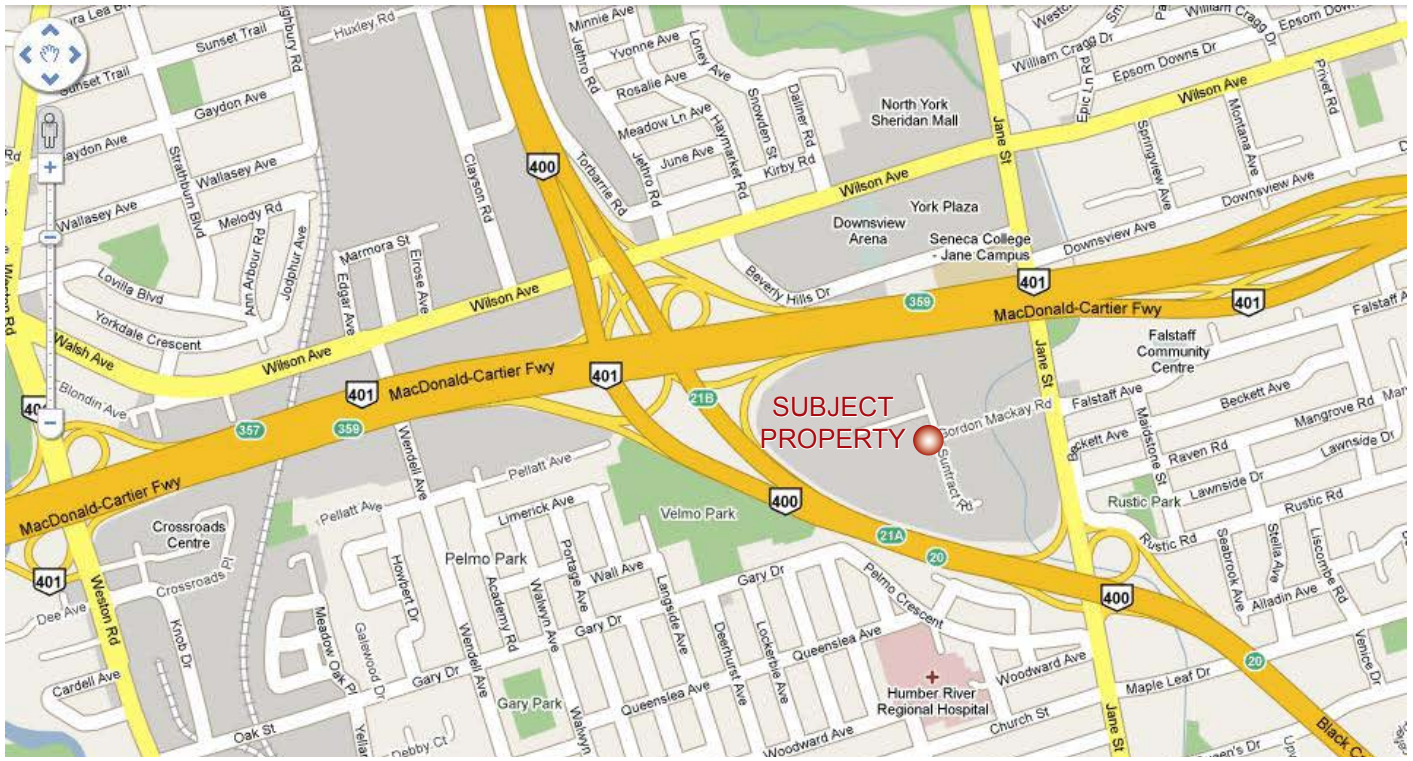 Sunset Trail
Huxley Rd
Minnie Ave
Jethro Rd
Yvonne Ave
Loney Ave
Rosalie Ave
William Cragg Dr
William Cragg Dr
Epsom Downs Dr
Epic Ln Rd
Wilson Ave
Privet Rd
Sunset Trail
Gaydon Ave
Strathburn Blvd
Wallasey Ave
Clayson Rd
400
Torbarrie Rd
Meadow Ln Ave
June Ave
Jethro Rd
Haymarket Rd
Snowden St
Dallner Rd
Kirby Rd
North York
Sheridan Mall
Jane St
Springview Ave
Montana Ave
Wilson Ave
Downsview Ave
Wallasey Ave
Melody Rd
Ann Arbour Rd
Jodphur Ave
Marmora St
Edgar Ave
Elrose Ave
York Plaza
Downsview
Arena
Seneca College
- Jane Campus
Downsview Ave
Lovilla Blvd
Yorkdale Crescent
Wilson Ave
Beverly Hills Dr
359
401
MacDonald-Cartier Fwy
401
Weston Rd
Walsh Ave
Wilson Ave
Blondin Ave
401
MacDonald-Cartier Fwy
401
21B
357
359
Falstaff
Community
Centre
Jane St
Falstaff Ave
Beckett Ave
Mangrove Rd
SUBJECT
PROPERTY
Gordon Mackay Rd
Suntract Rd
Beckett Ave
Maidstone St
Raven Rd
Lawnside Dr
Lawnside Dr
Rustic Park
Rustic Rd
Rustic Rd
MacDonald-Cartier Fwy
Wendell Ave
Pellatt Ave
Pellatt Ave
Limerick Ave
Velmo Park
400
21A
20
Crossroads
Centre
Crossroads Pl
401
Dee Ave
Weston Rd
Knob Dr
Cardell Ave
Howbert Dr
Pelmo Park
Academy Rd
Walwyn Ave
Portage Ave
Wall Ave
Langside Ave
Gary Dr
Gary Dr
Pelmo Crescent
Seabrook Ave
Stella Ave
Liscombe Rd
Alladin Ave
400
20
Venice Dr
Meadow Oak Pl
Galewood Dr
Wendell Ave
Gary Dr
Gary Park
Queenslea Ave
Deerhurst Ave
Lockerbie Ave
Queenslea Ave
Humber River
Regional Hospital
Woodward Ave
Maple Leaf Dr
Oak St
Debby Ct
Walwyn
Woodward Ave
Church St
Jane St